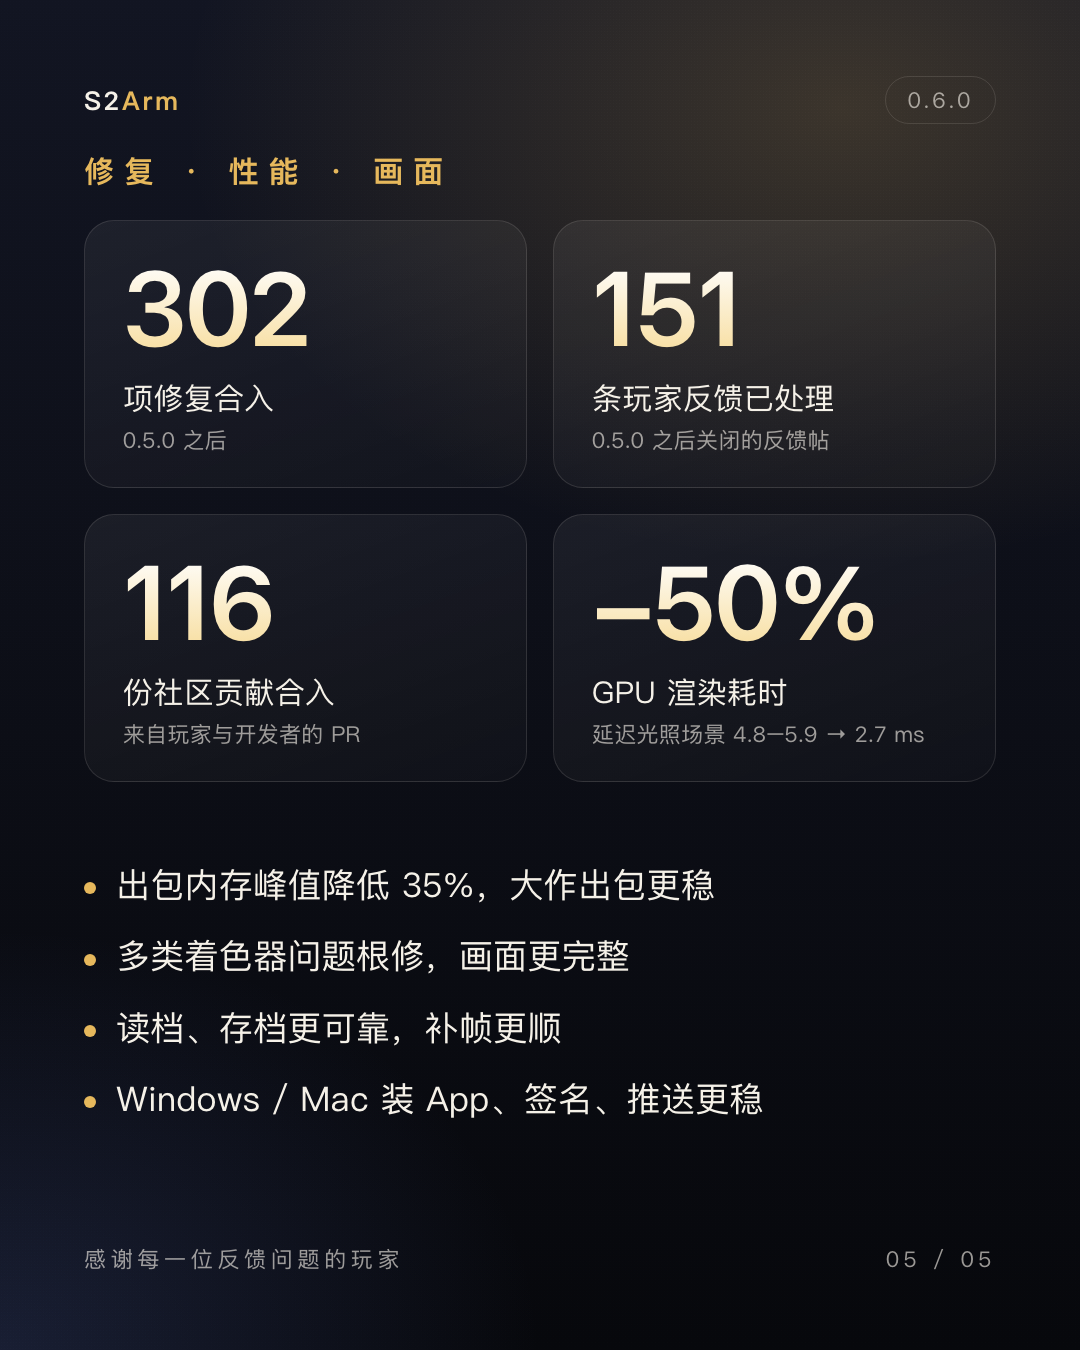 S2Arm
0.6.0
修复 · 性能 · 画面
302
项修复合入
0.5.0 之后
151
条玩家反馈已处理
0.5.0 之后关闭的反馈帖
116
份社区贡献合入
来自玩家与开发者的 PR
–50%
GPU 渲染耗时
延迟光照场景 4.8–5.9 → 2.7 ms
出包内存峰值降低 35%，大作出包更稳
多类着色器问题根修，画面更完整
读档、存档更可靠，补帧更顺
Windows / Mac 装 App、签名、推送更稳
感谢每一位反馈问题的玩家
05 / 05